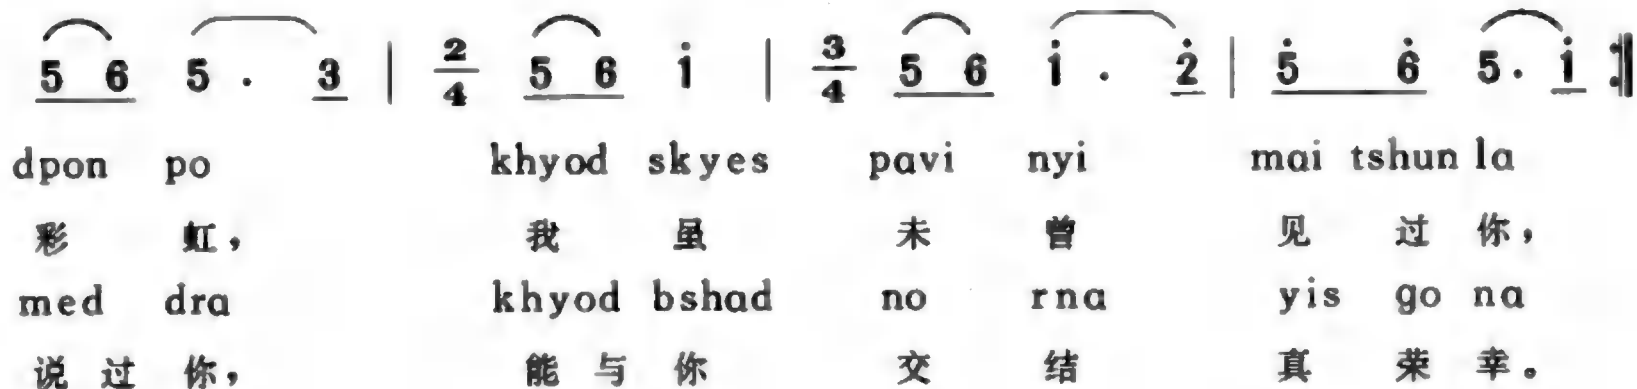 5 6 5 . 3 | 2/4 5 6 i | 3/4 5 6 i . 2̇ | 5̇ 6̇ 5 . i :‖
dpon po khyod skyes pavi nyi mai tshun la
彩 虹， 我 虽 未 曾 见 过 你，
med dra khyod bshad no rna yis go na
说 过 你， 能 与 你 交 结 真 荣 幸。